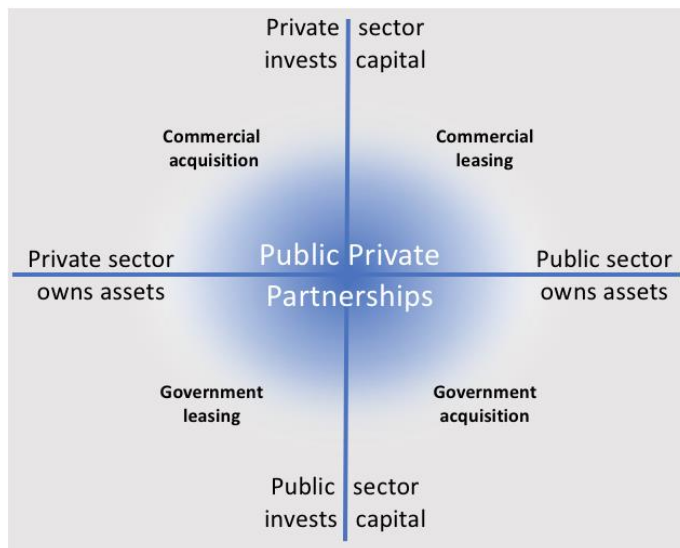 Private sector
invests capital
Commercial
acquisition
Commercial
leasing
Private sector
owns assets
Public Private
Partnerships
Public sector
owns assets
Government
leasing
Government
acquisition
Public sector
invests capital